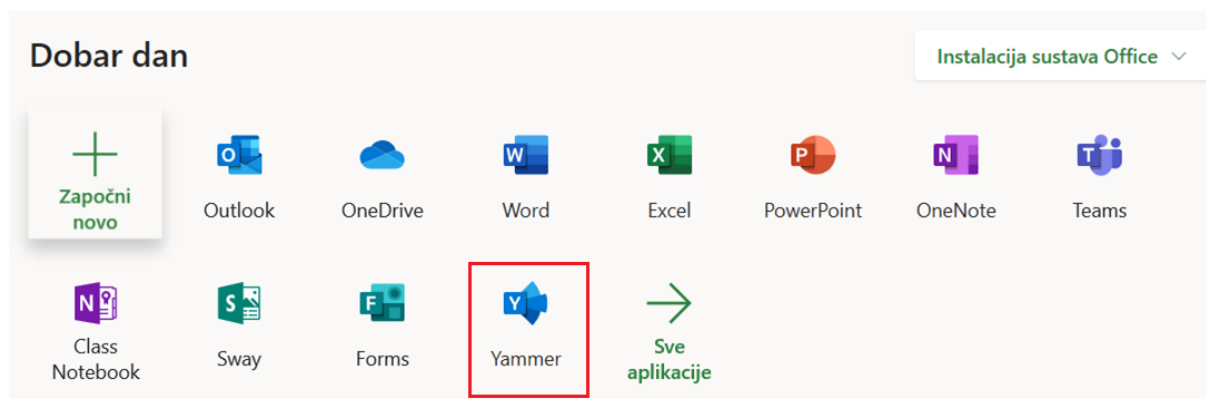 Dobar dan
Instalacija sustava Office
Započni
novo
Outlook
OneDrive
Word
Excel
PowerPoint
OneNote
Teams
Class
Notebook
Sway
Forms
Yammer
Sve
aplikacije